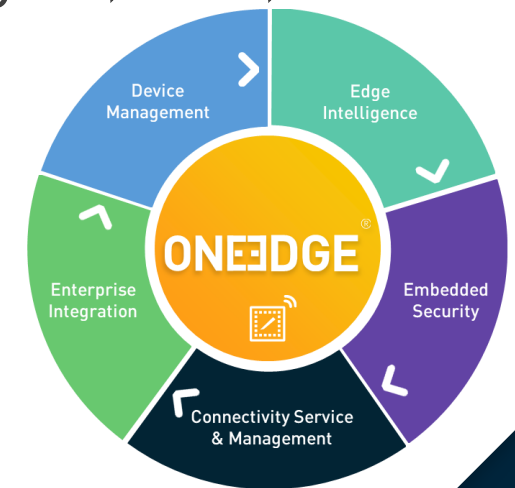 Device
Management
Edge
Intelligence
ONEEDGE
®
Enterprise
Integration
Embedded
Security
Connectivity Service
& Management